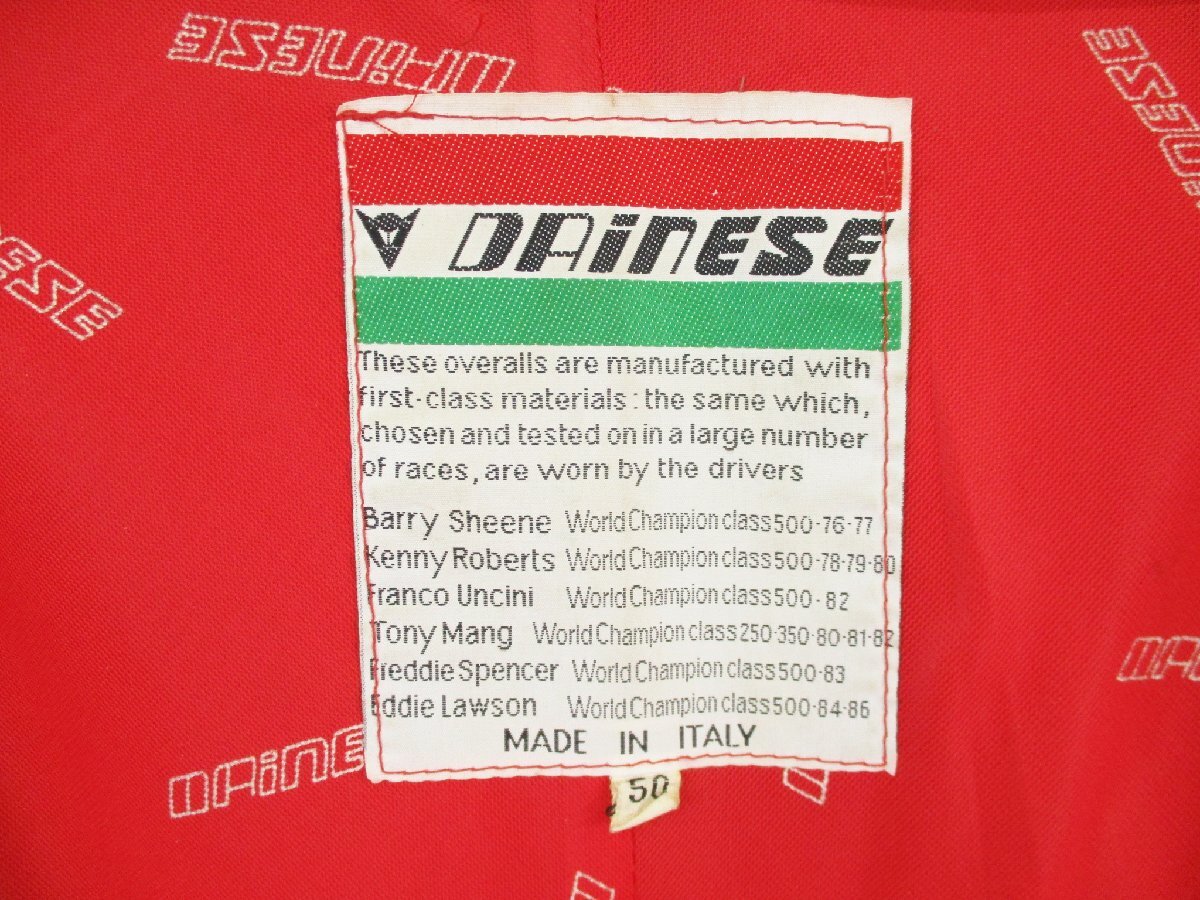 DAINESE
DAINESE
DAINESE
These overalls are manufactured with
first-class materials: the same which,
chosen and tested on in a large number
of races, are worn by the drivers
Barry Sheene World Champion class 500-76-77
Kenny Roberts World Champion class 500-78-79-80
Franco Uncini World Champion class 500-82
Tony Mang World Champion class 250-350-80-81-82
Freddie Spencer World Champion class 500-83
Eddie Lawson World Champion class 500-84-86
MADE IN ITALY
50